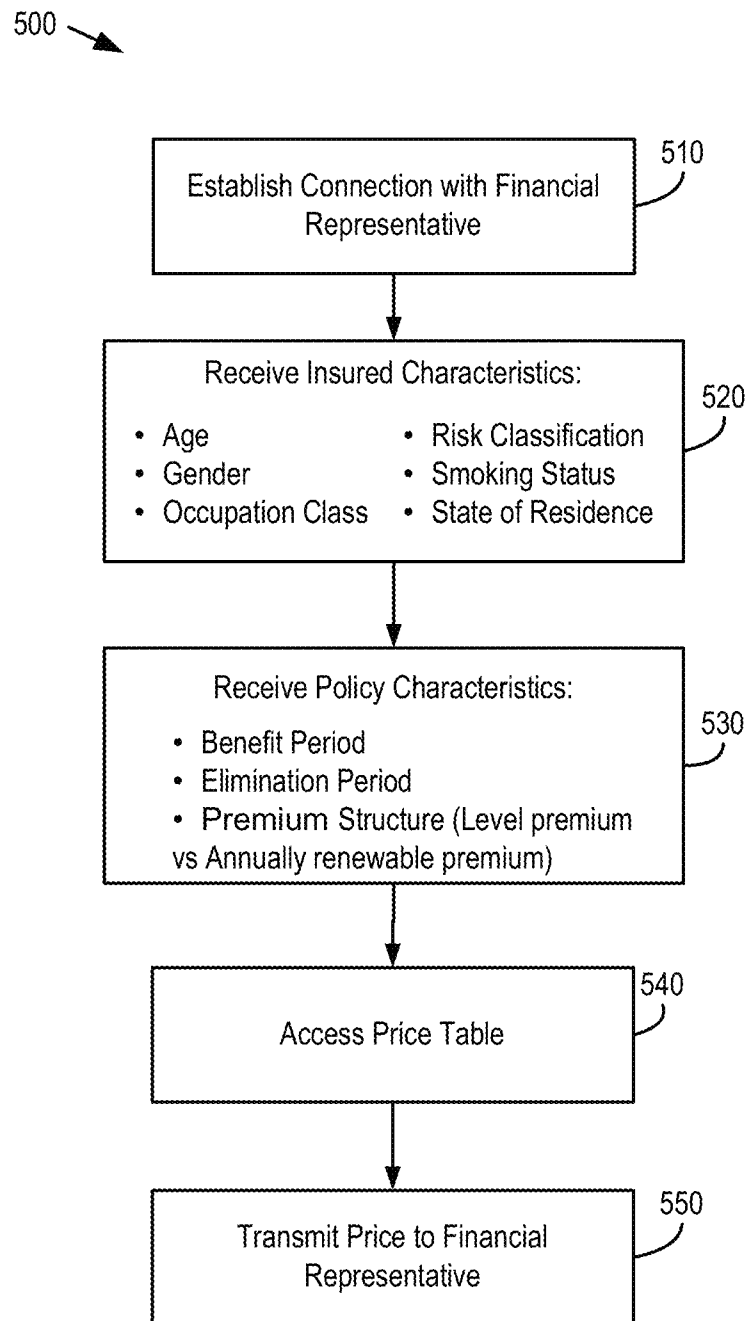 500
510
Establish Connection with Financial
Representative
Receive Insured Characteristics:
520
• Age
• Risk Classification
• Gender
• Smoking Status
• Occupation Class
• State of Residence
Receive Policy Characteristics:
530
• Benefit Period
• Elimination Period
• Premium Structure (Level premium
vs Annually renewable premium)
540
Access Price Table
550
Transmit Price to Financial
Representative